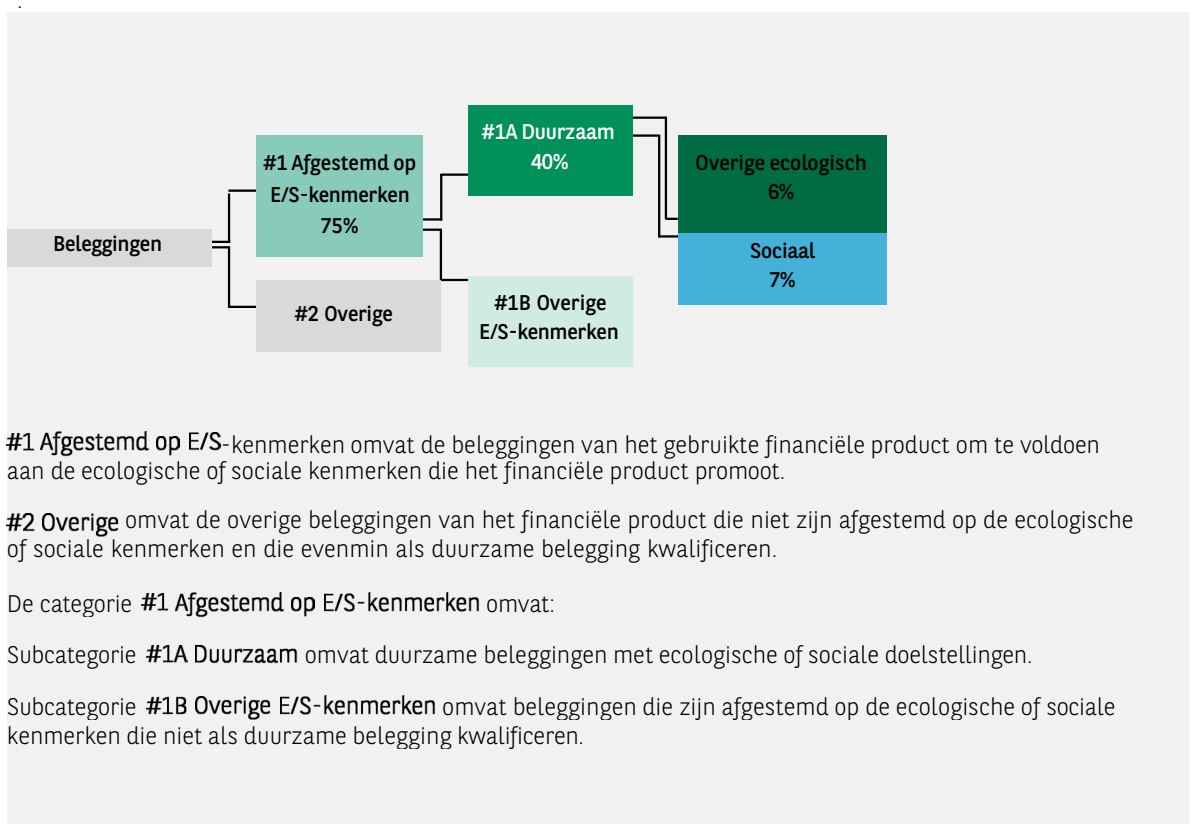 Beleggingen
#1 Afgestemd op
E/S-kenmerken
75%
#2 Overige
#1A Duurzaam
40%
#1B Overige
E/S-kenmerken
Overige ecologisch
6%
Sociaal
7%
#1 Afgestemd op E/S-kenmerken omvat de beleggingen van het gebruikte financiële product om te voldoen
aan de ecologische of sociale kenmerken die het financiële product promoot.
#2 Overige omvat de overige beleggingen van het financiële product die niet zijn afgestemd op de ecologische
of sociale kenmerken en die evenmin als duurzame belegging kwalificeren.
De categorie #1 Afgestemd op E/S-kenmerken omvat:
Subcategorie #1A Duurzaam omvat duurzame beleggingen met ecologische of sociale doelstellingen.
Subcategorie #1B Overige E/S-kenmerken omvat beleggingen die zijn afgestemd op de ecologische of sociale
kenmerken die niet als duurzame belegging kwalificeren.